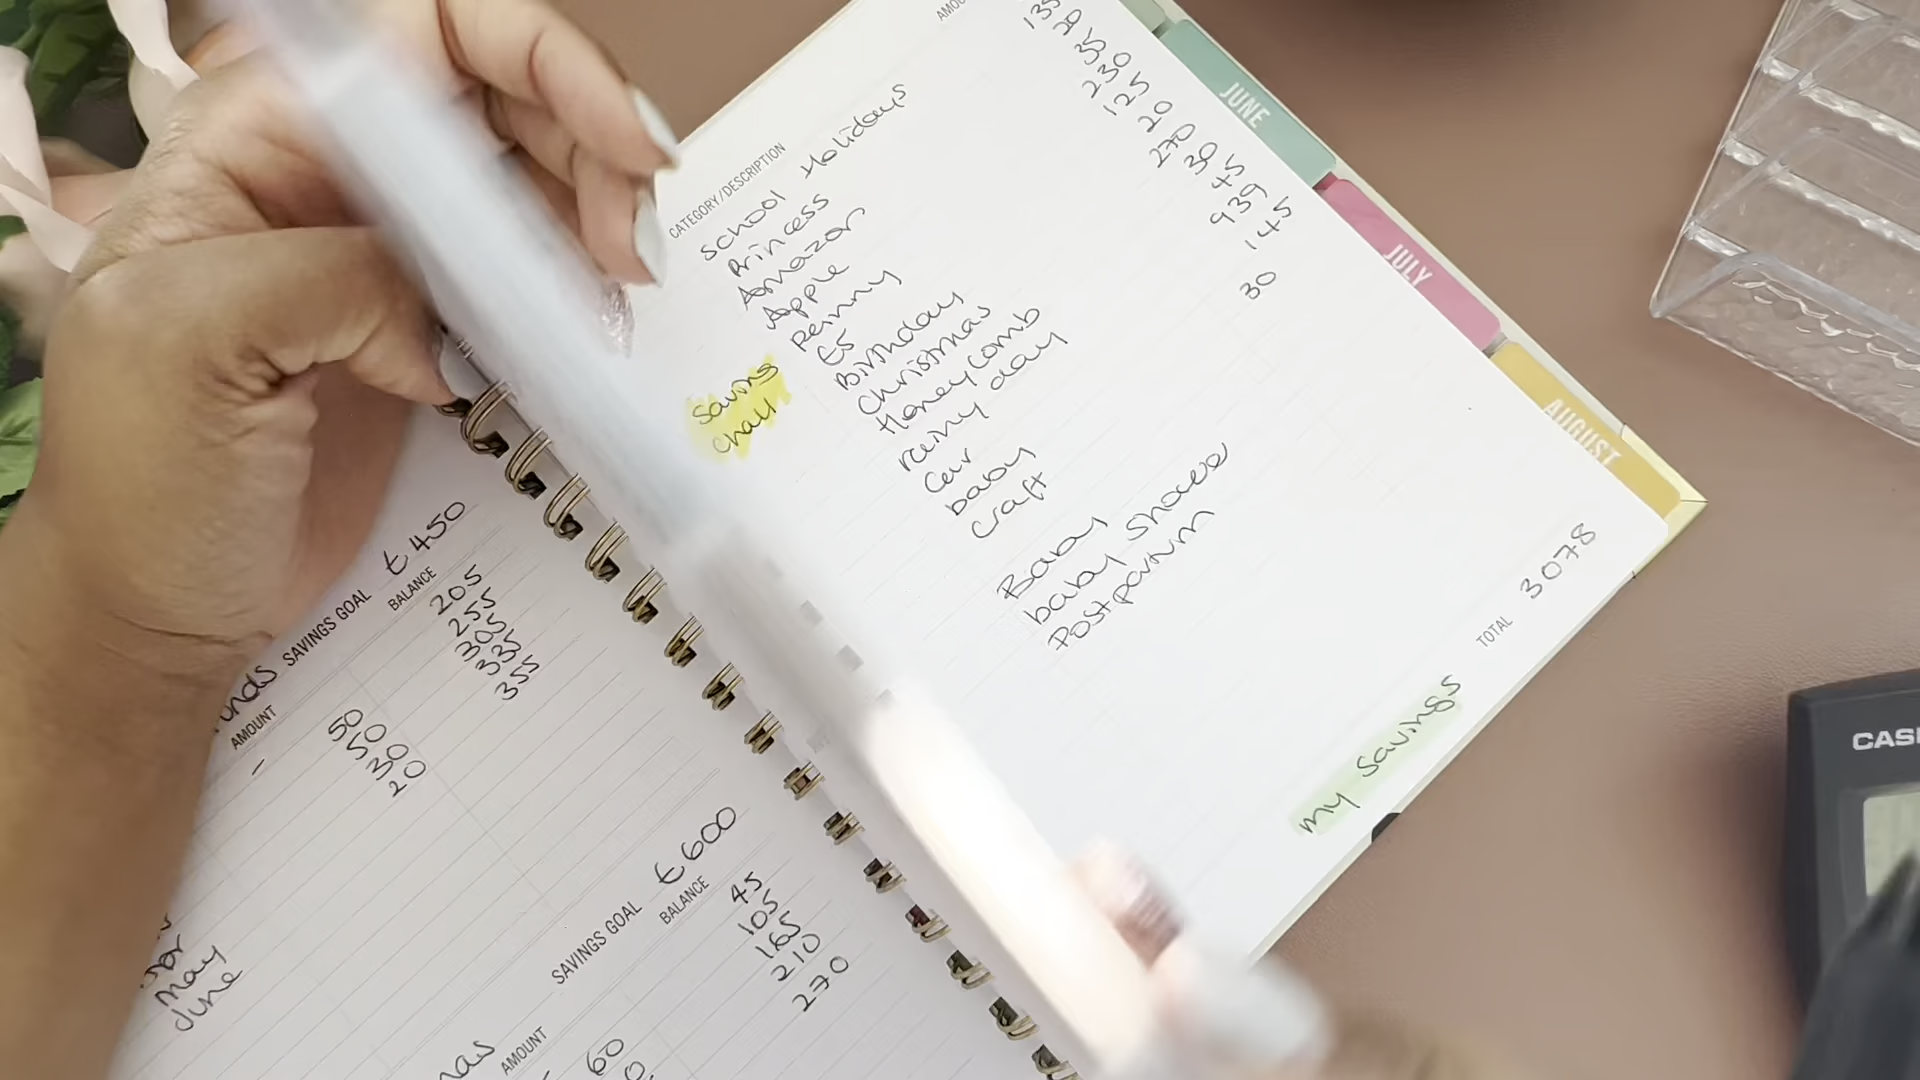 £ 450
SAVINGS GOAL
BALANCE
AMOUNT
205
255
305
335
355
-
50
50
30
20
May
June
£ 600
SAVINGS GOAL
BALANCE
AMOUNT
45
105
165
210
270
60
CATEGORY/DESCRIPTION
School Holidays
Princess
Amazon
Apple
Penny
£5
Birthday
Christmas
Honeycomb
rainy day
Car
baby
Craft
Saving
Chall
Baby
baby shower
Postpartum
135
20
35
230
125
20
270
30
75
939
145
30
TOTAL 3078
my savings
JUNE
JULY
AUGUST